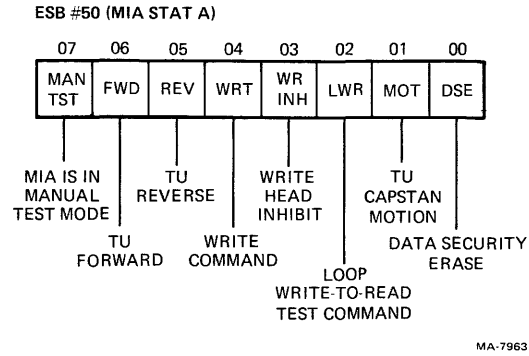 ESB #50 (MIA STAT A)
07 06 05 04 03 02 01 00
MAN TST FWD REV WRT WR INH LWR MOT DSE
MIA IS IN MANUAL TEST MODE
TU FORWARD
TU REVERSE
WRITE COMMAND
WRITE HEAD INHIBIT
LOOP WRITE-TO-READ TEST COMMAND
TU CAPSTAN MOTION
DATA SECURITY ERASE
MA-7963